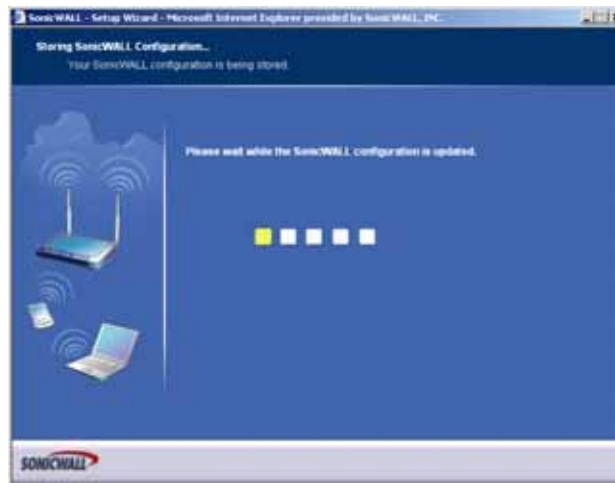 SonicWALL - Setup Wizard - Microsoft Internet Explorer provided by SonicWALL, INC.
Storing SonicWALL Configuration...
Your SonicWALL configuration is being stored.
Please wait while the SonicWALL configuration is updated.
SONICWALL